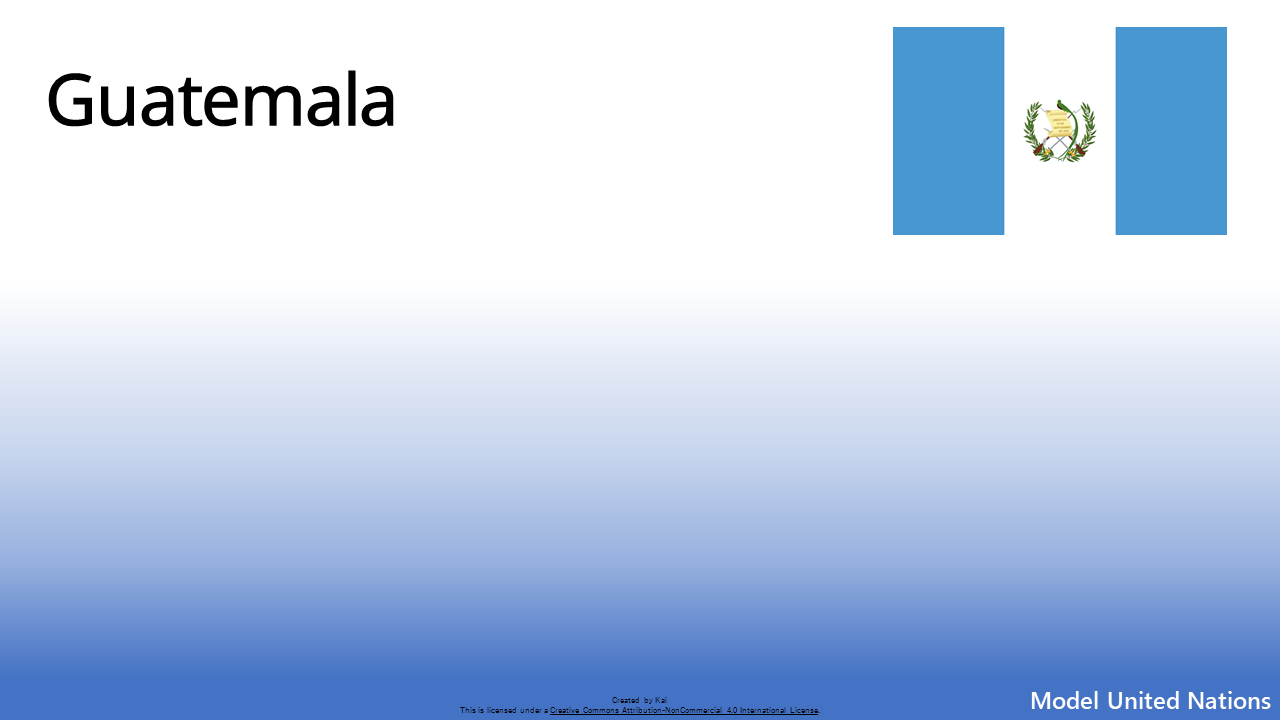 Guatemala
Created by Kai
This is licensed under a Creative Commons Attribution-NonCommercial 4.0 International License.
Model United Nations